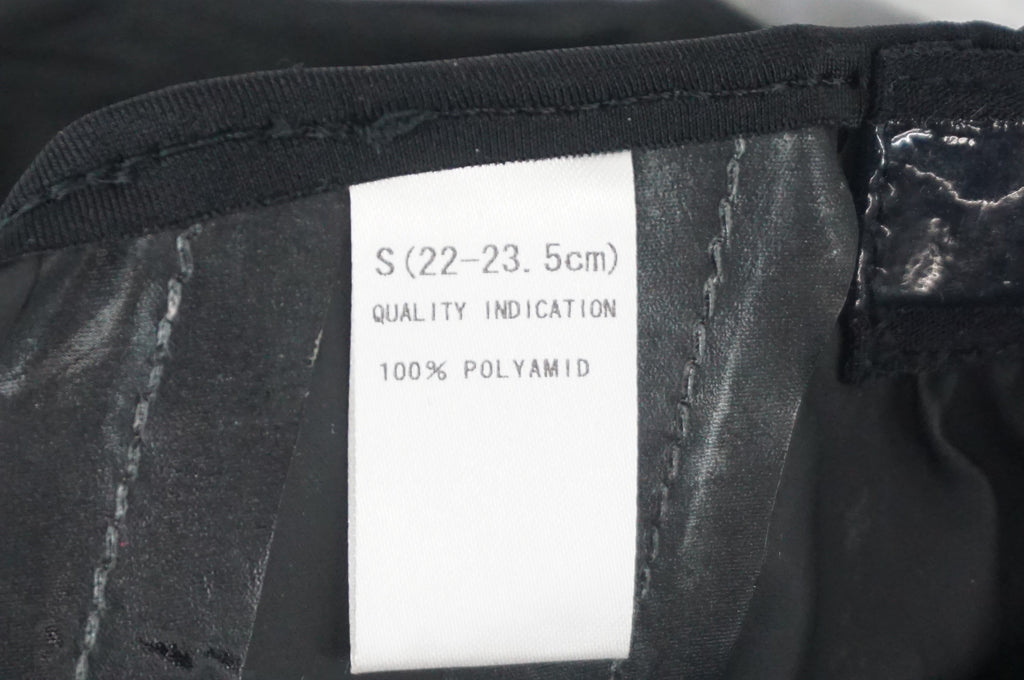 S(22-23.5cm)
QUALITY INDICATION
100% POLYAMID